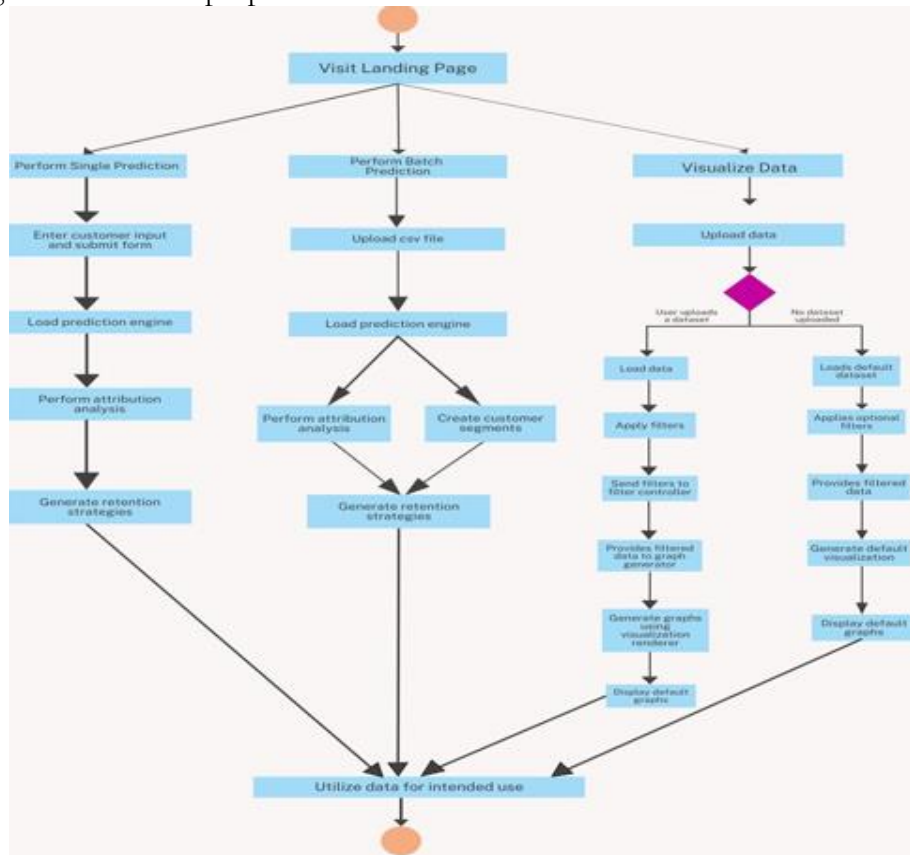 Visit Landing Page
Perform Single Prediction
Perform Batch
Prediction
Visualize Data
Enter customer input
and submit form
Upload csv file
Upload data
Load prediction engine
Load prediction engine
User uploads
a dataset
No dataset
uploaded
Load data
Loads default
dataset
Perform attribution
analysis
Perform attribution
analysis
Create customer
segments
Apply filters
Applies optional
filters
Generate retention
strategies
Generate retention
strategies
Send filters to
filter controller
Provides filtered
data
Provides filtered
data to graph
generator
Generate default
visualization
Generate graphs
using
visualization
renderer
Display default
graphs
Display default
graphs
Utilize data for intended use